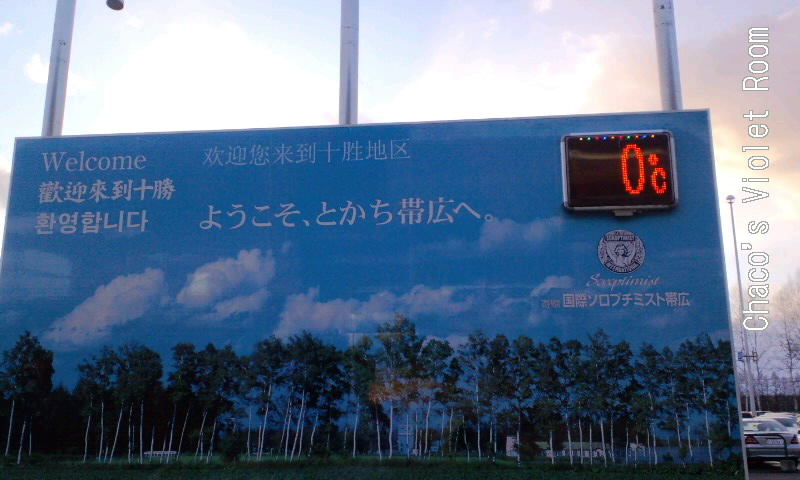 Welcome
欢迎您来到十胜地区
歡迎來到十勝
환영합니다
ようこそ、とかち帯広へ。
0℃
Soroptimist
国際ソロプチミスト帯広
Chaco's Violet Room